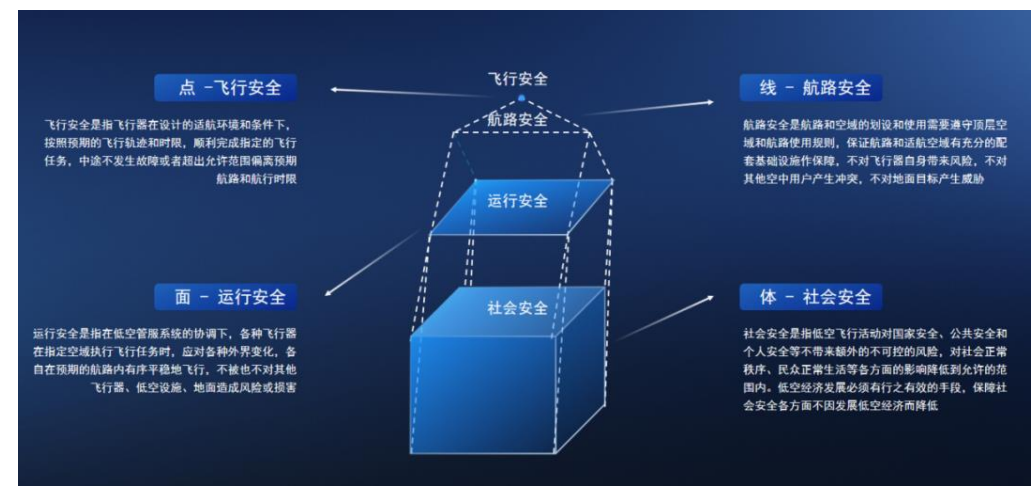 点 -飞行安全
飞行安全是指飞行器在设计的适航环境和条件下,
按照预期的飞行轨迹和时限, 顺利完成指定的飞行
任务, 中途不发生故障或者超出允许范围偏离预期
航路和航行时限
飞行安全
航路安全
运行安全
社会安全
线 - 航路安全
航路安全是航路和空域的划设和使用需要遵守顶层空
域和航路使用规则, 保证航路和适航空域有充分的配
套基础设施作保障, 不对飞行器自身带来风险, 不对
其他空中用户产生冲突, 不对地面目标产生威胁
面 - 运行安全
运行安全是指在低空管服系统的协调下, 各种飞行器
在指定空域执行飞行任务时, 应对各种外界变化, 各
自在预期的航路内有序平稳地飞行, 不被也不对其他
飞行器、低空设施、地面造成风险或损害
体 - 社会安全
社会安全是指低空飞行活动对国家安全、公共安全和
个人安全等不带来额外的不可控的风险, 对社会正常
秩序、民众正常生活等各方面的影响降低到允许的范
围内。低空经济发展必须有行之有效的手段, 保障社
会安全各方面不因发展低空经济而降低